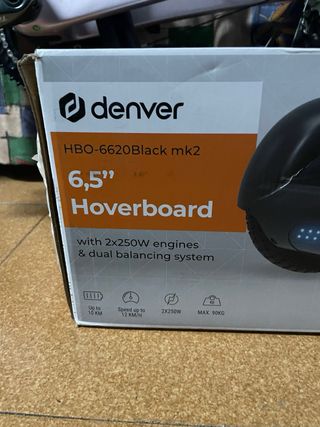 denver
HBO-6620Black mk2
6,5”
Hoverboard
with 2x250W engines
& dual balancing system
Up to
10 KM
Speed up to
12 KM/H
2X250W
MAX. 90KG